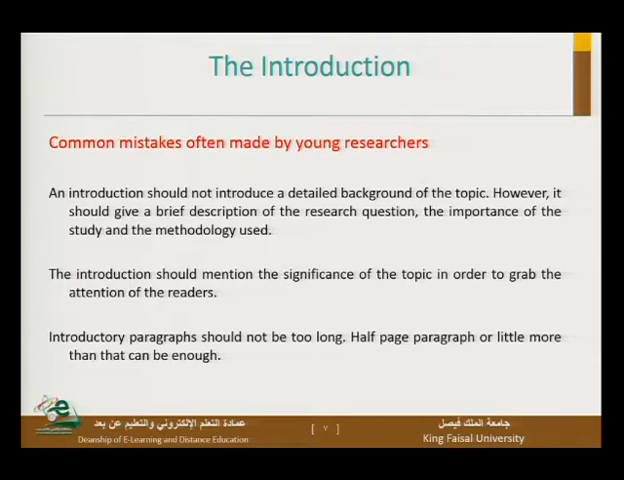 The Introduction
Common mistakes often made by young researchers
An introduction should not introduce a detailed background of the topic. However, it
should give a brief description of the research question, the importance of the
study and the methodology used.
The introduction should mention the significance of the topic in order to grab the
attention of the readers.
Introductory paragraphs should not be too long. Half page paragraph or little more
than that can be enough.
عمادة التعلم الإلكتروني والتعليم عن بعد
Deanship of E-Learning and Distance Education
[ ٧ ]
جامعة الملك فيصل
King Faisal University